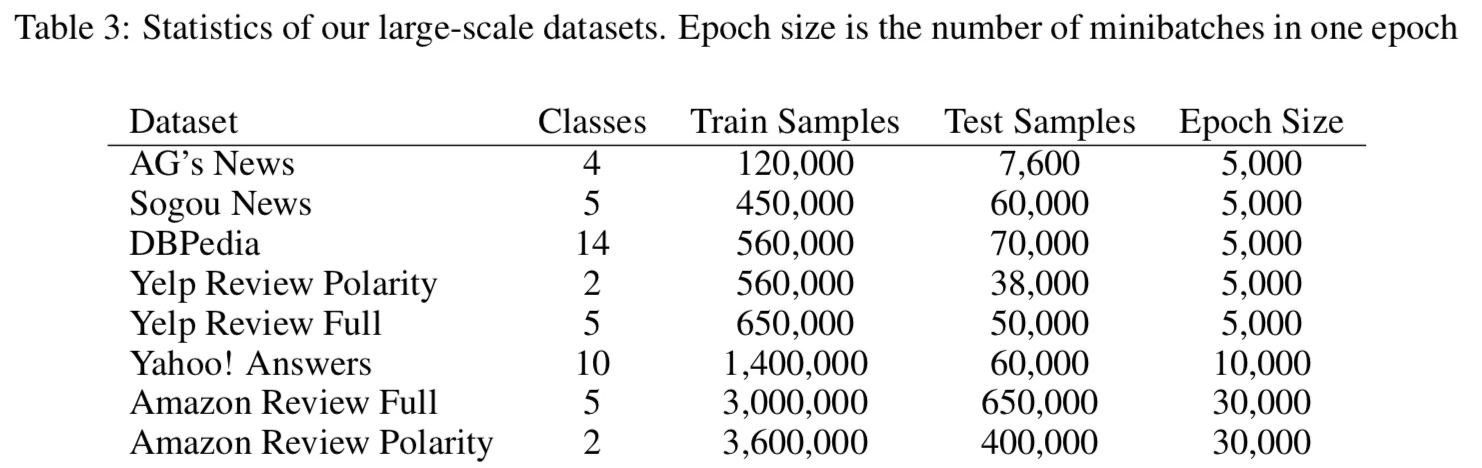 Table 3: Statistics of our large-scale datasets. Epoch size is the number of minibatches in one epoch
Dataset Classes Train Samples Test Samples Epoch Size
AG's News 4 120,000 7,600 5,000
Sogou News 5 450,000 60,000 5,000
DBPedia 14 560,000 70,000 5,000
Yelp Review Polarity 2 560,000 38,000 5,000
Yelp Review Full 5 650,000 50,000 5,000
Yahoo! Answers 10 1,400,000 60,000 10,000
Amazon Review Full 5 3,000,000 650,000 30,000
Amazon Review Polarity 2 3,600,000 400,000 30,000